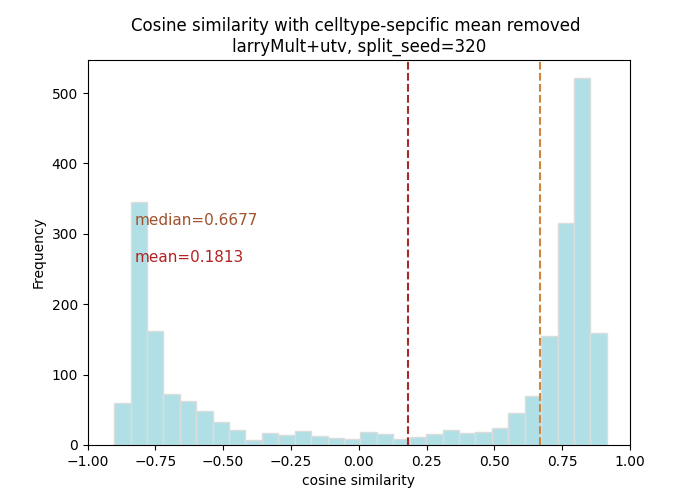 Cosine similarity with celltype-sepcific mean removed
larryMult+utv, split_seed=320
500
400
300
200
100
0
Frequency
median=0.6677
mean=0.1813
−1.00
−0.75
−0.50
−0.25
0.00
0.25
0.50
0.75
1.00
cosine similarity